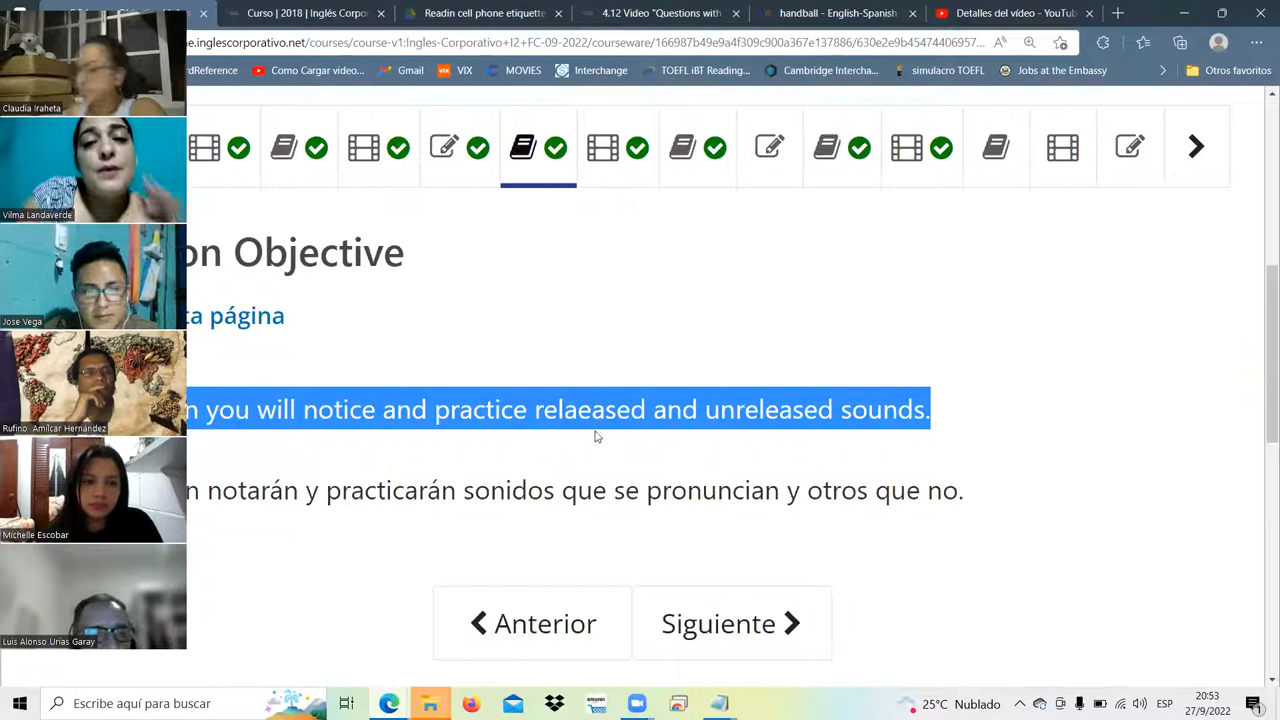 Curso | 2018 | Inglés Corporativo
Readin cell phone etiquette
4.12 Video "Questions with
handball - English-Spanish
Detalles del vídeo - YouTub
e.inglescorporativo.net/courses/course-v1:Ingles-Corporativo+I2+FC-09-2022/courseware/166987b49e9a4f309c900a367e137886/630e2e9b45474406957...
rdReference
Como Cargar video...
Gmail
VIX
MOVIES
Interchange
TOEFL iBT Reading...
Cambridge Intercha...
simulacro TOEFL
Jobs at the Embassy
Otros favoritos
Claudia Iraheta
Vilma Landaverde
on Objective
ta página
Jose Vega
n you will notice and practice relaeased and unreleased sounds.
Rufino Amílcar Hernández
n notarán y practicarán sonidos que se pronuncian y otros que no.
Michelle Escobar
Anterior
Siguiente
Luis Alonso Urías Garay
Escribe aquí para buscar
25°C Nublado
ESP
20:53
27/9/2022